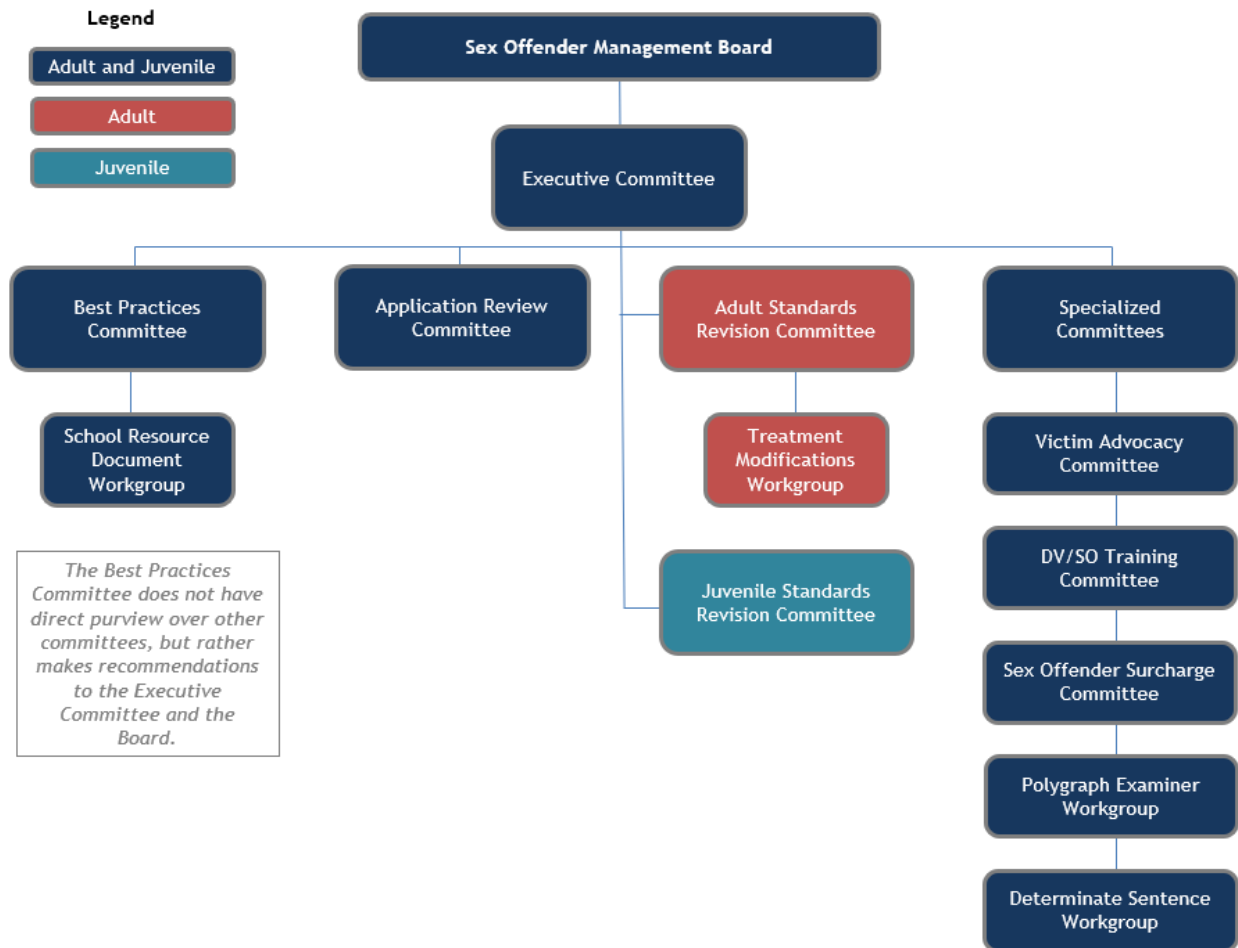 Legend
Adult and Juvenile
Adult
Juvenile
Sex Offender Management Board
Executive Committee
Best Practices
Committee
Application Review
Committee
Adult Standards
Revision Committee
Specialized
Committees
School Resource
Document
Workgroup
Treatment
Modifications
Workgroup
Victim Advocacy
Committee
The Best Practices
Committee does not have
direct purview over other
committees, but rather
makes recommendations
to the Executive
Committee and the
Board.
Juvenile Standards
Revision Committee
DV/SO Training
Committee
Sex Offender Surcharge
Committee
Polygraph Examiner
Workgroup
Determinate Sentence
Workgroup